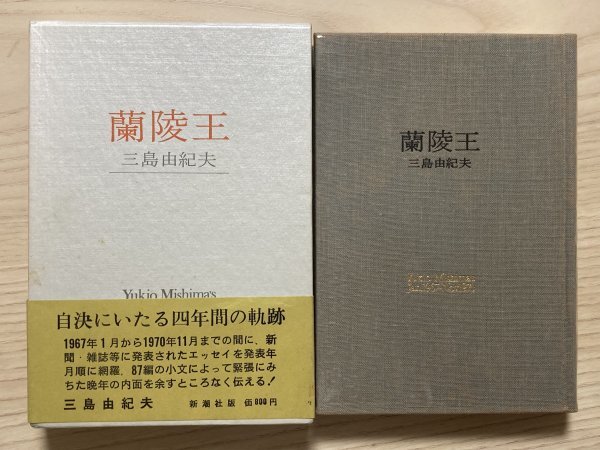 蘭陵王
三島由紀夫
Yukio Mishima's
自決にいたる四年間の軌跡
1967年1月から1970年11月までの間に、新
聞・雑誌等に発表されたエッセイを発表年
月順に網羅。87編の小文によって緊張にみ
ちた晩年の内面を余すところなく伝える！
三島由紀夫 新潮社版 価800円
蘭陵王
三島由紀夫